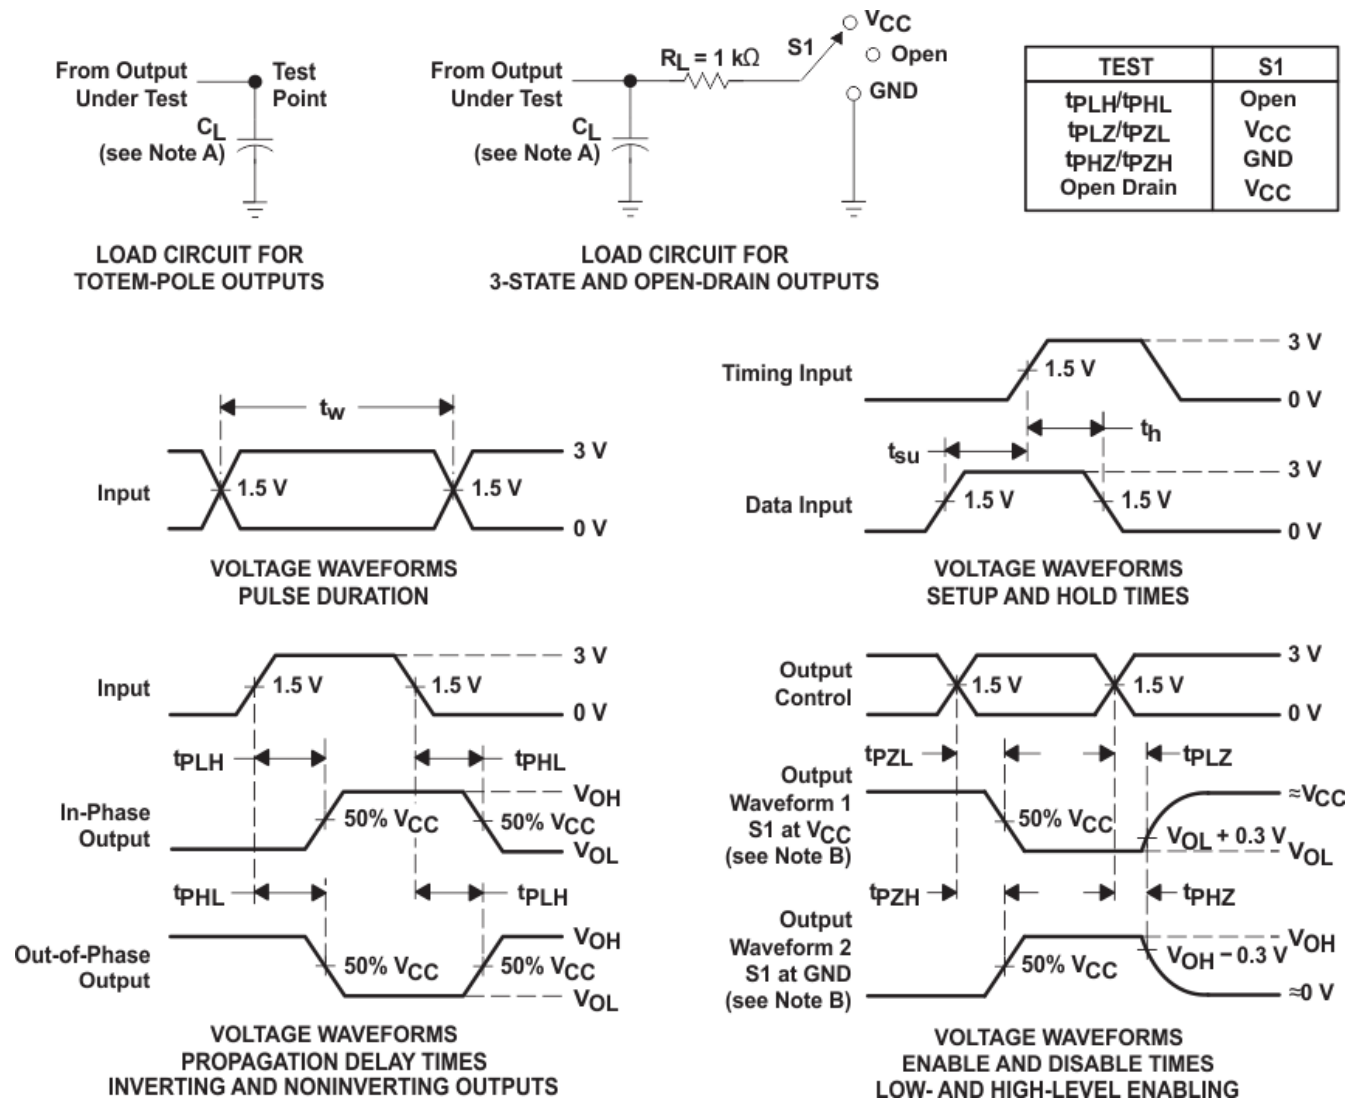 From Output
Under Test
Test
Point
CL
(see Note A)
LOAD CIRCUIT FOR
TOTEM-POLE OUTPUTS
From Output
Under Test
RL = 1 kΩ
S1
VCC
Open
GND
CL
(see Note A)
LOAD CIRCUIT FOR
3-STATE AND OPEN-DRAIN OUTPUTS
TEST S1
tPLH/tPHL Open
tPLZ/tPZL VCC
tPHZ/tPZH GND
Open Drain VCC
tw
Input
1.5 V
1.5 V
3 V
0 V
VOLTAGE WAVEFORMS
PULSE DURATION
Timing Input
1.5 V
3 V
0 V
tsu
th
Data Input
1.5 V
1.5 V
3 V
0 V
VOLTAGE WAVEFORMS
SETUP AND HOLD TIMES
Input
1.5 V
1.5 V
3 V
0 V
tPLH
tPHL
In-Phase
Output
50% VCC
50% VCC
VOH
VOL
tPHL
tPLH
Out-of-Phase
Output
50% VCC
50% VCC
VOH
VOL
VOLTAGE WAVEFORMS
PROPAGATION DELAY TIMES
INVERTING AND NONINVERTING OUTPUTS
Output
Control
1.5 V
1.5 V
3 V
0 V
tPZL
tPLZ
Output
Waveform 1
S1 at VCC
(see Note B)
50% VCC
VOL + 0.3 V
≈VCC
VOL
tPZH
tPHZ
Output
Waveform 2
S1 at GND
(see Note B)
50% VCC
VOH − 0.3 V
VOH
≈0 V
VOLTAGE WAVEFORMS
ENABLE AND DISABLE TIMES
LOW- AND HIGH-LEVEL ENABLING